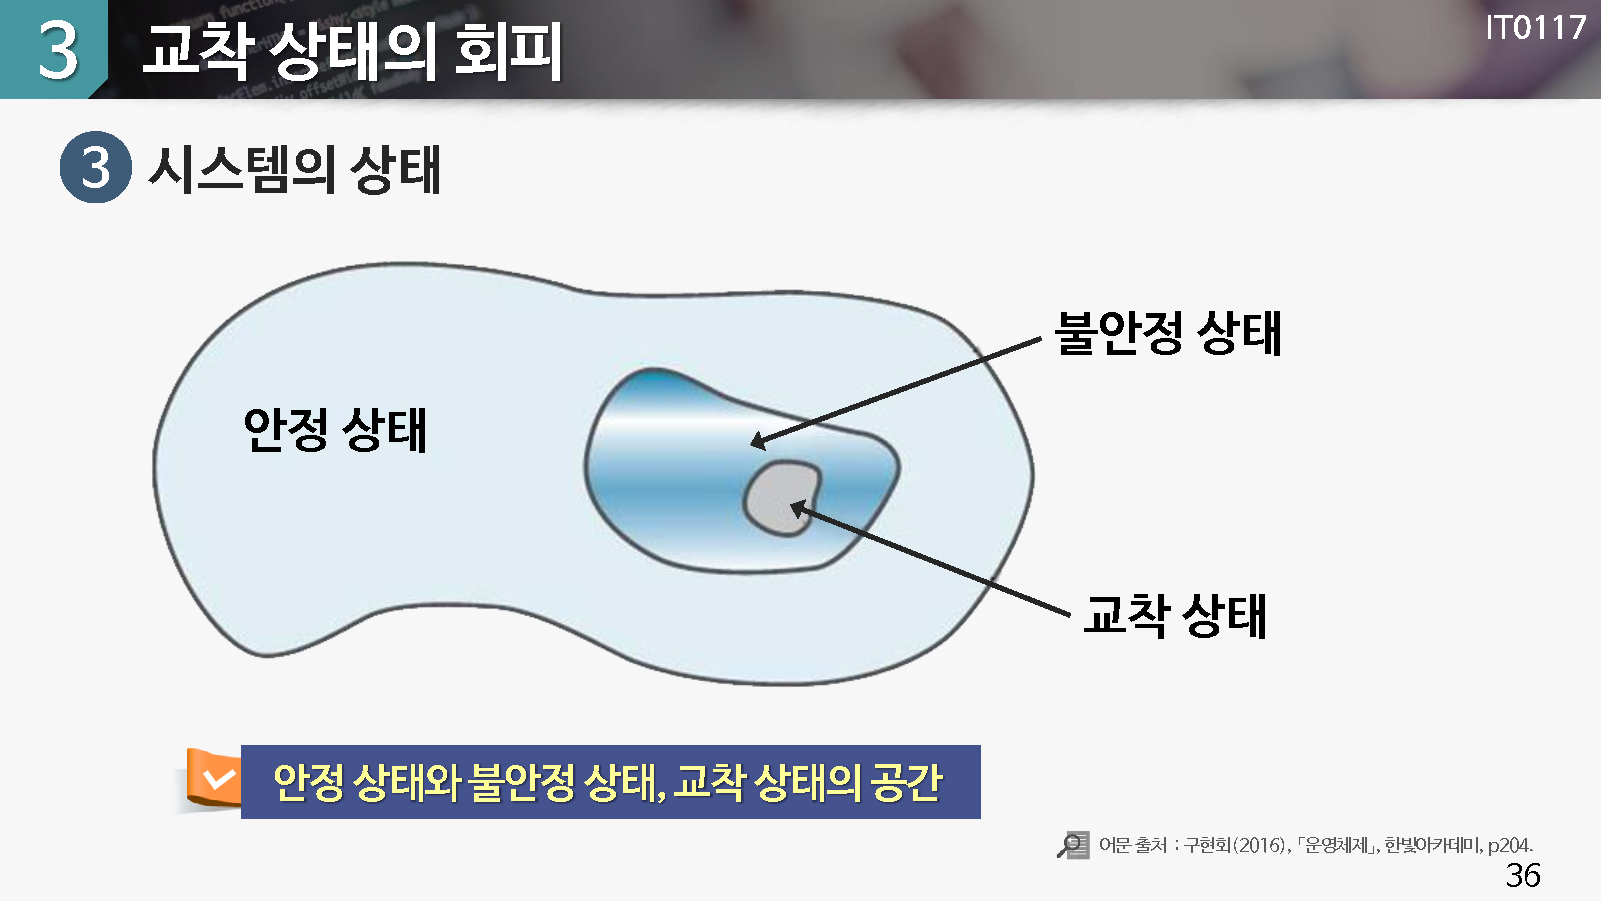 3 교착 상태의 회피
IT0117
3 시스템의 상태
불안정 상태
안정 상태
교착 상태
안정 상태와 불안정 상태, 교착 상태의 공간
어문 출처 : 구현회(2016), 「운영체제」, 한빛아카데미, p204.
36